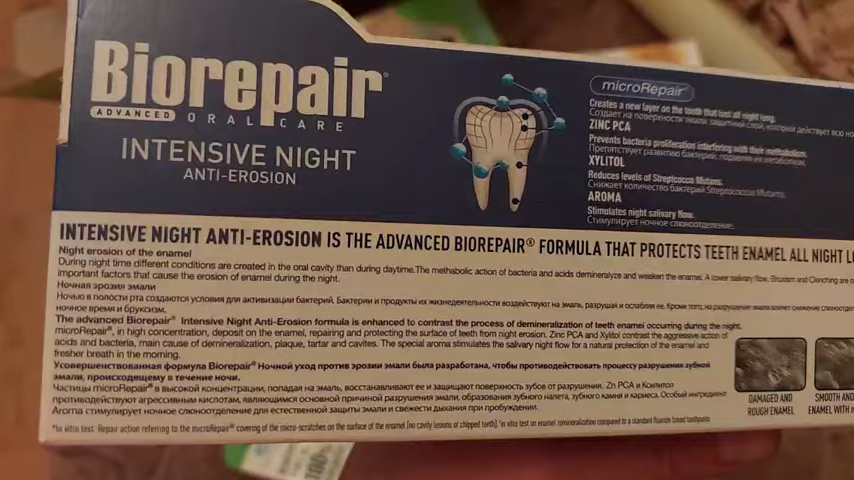 Biorepair®
ADVANCED ORAL CARE
INTENSIVE NIGHT
ANTI-EROSION
microRepair®
Creates a new layer on the tooth that last all night long.
Создает на поверхности эмали защитный слой, который действует всю но
ZINC PCA
Prevents bacteria proliferation interfering with their metabolism.
Препятствует развитию бактерий, подавляя их метаболизм.
XYLITOL
Reduces levels of Streptococco Mutans.
Снижает количество бактерий Streptococcus Mutans.
AROMA
Stimulates night salivary flow.
Стимулирует ночное слюноотделение.
INTENSIVE NIGHT ANTI-EROSION IS THE ADVANCED BIOREPAIR® FORMULA THAT PROTECTS TEETH ENAMEL ALL NIGHT LO
Night erosion of the enamel
During night time different conditions are created in the oral cavity than during daytime. The methabolic action of bacteria and acids demineralyze and weaken the enamel. A lower salivary flow, Bruxism and Clenching are o
important factors that cause the erosion of enamel during the night.
Ночная эрозия эмали
Ночью в полости рта создаются условия для активизации бактерий. Бактерии и продукты их жизнедеятельности воздействуют на эмаль, разрушая и ослабляя ее. Кроме того, на разрушение эмали влияет сниженное слюноотде
ночное время и бруксизм.
The advanced Biorepair® Intensive Night Anti-Erosion formula is enhanced to contrast the process of demineralization of teeth enamel occurring during the night.
microRepair®, in high concentration, deposit on the enamel, repairing and protecting the surface of teeth from night erosion. Zinc PCA and Xylitol contrast the aggressive action of
acids and bacteria, main cause of demineralization, plaque, tartar and cavities. The special aroma stimulates the salivary night flow for a natural protection of the enamel and
fresher breath in the morning.
Усовершенствованная формула Biorepair® Ночной уход против эрозии эмали была разработана, чтобы противодействовать процессу разрушения зубной
эмали, происходящему в течение ночи.
Частицы microRepair® в высокой концентрации, попадая на эмаль, восстанавливают ее и защищают поверхность зубов от разрушения. Zn PCA и Ксилитол
противодействуют агрессивным кислотам, являющимся основной причиной разрушения эмали, образования зубного налета, зубного камня и кариеса. Особый ингредиент
Aroma стимулирует ночное слюноотделение для естественной защиты эмали и свежести дыхания при пробуждении.
DAMAGED AND
ROUGH ENAMEL
SMOOTH AND
ENAMEL WITH
*In vitro test. Repair action referring to the microRepair® covering of the micro-scratches on the surface of the enamel (no cavity lesions or chipped teeth). *in vitro test on enamel remineralization compared to a standard fluoride based toothpaste
100%